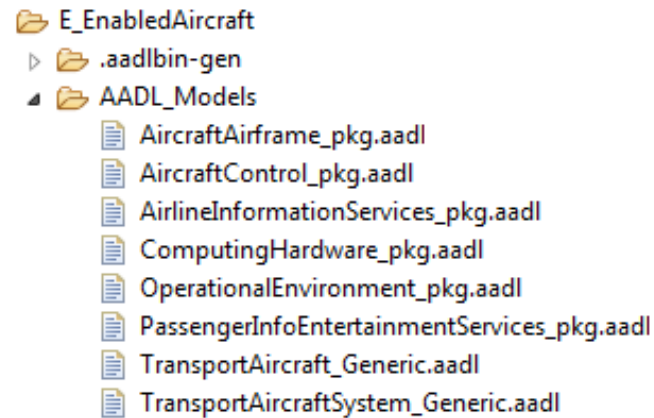 E_EnabledAircraft
.aadlbin-gen
AADL_Models
AircraftAirframe_pkg.aadl
AircraftControl_pkg.aadl
AirlineInformationServices_pkg.aadl
ComputingHardware_pkg.aadl
OperationalEnvironment_pkg.aadl
PassengerInfoEntertainmentServices_pkg.aadl
TransportAircraft_Generic.aadl
TransportAircraftSystem_Generic.aadl